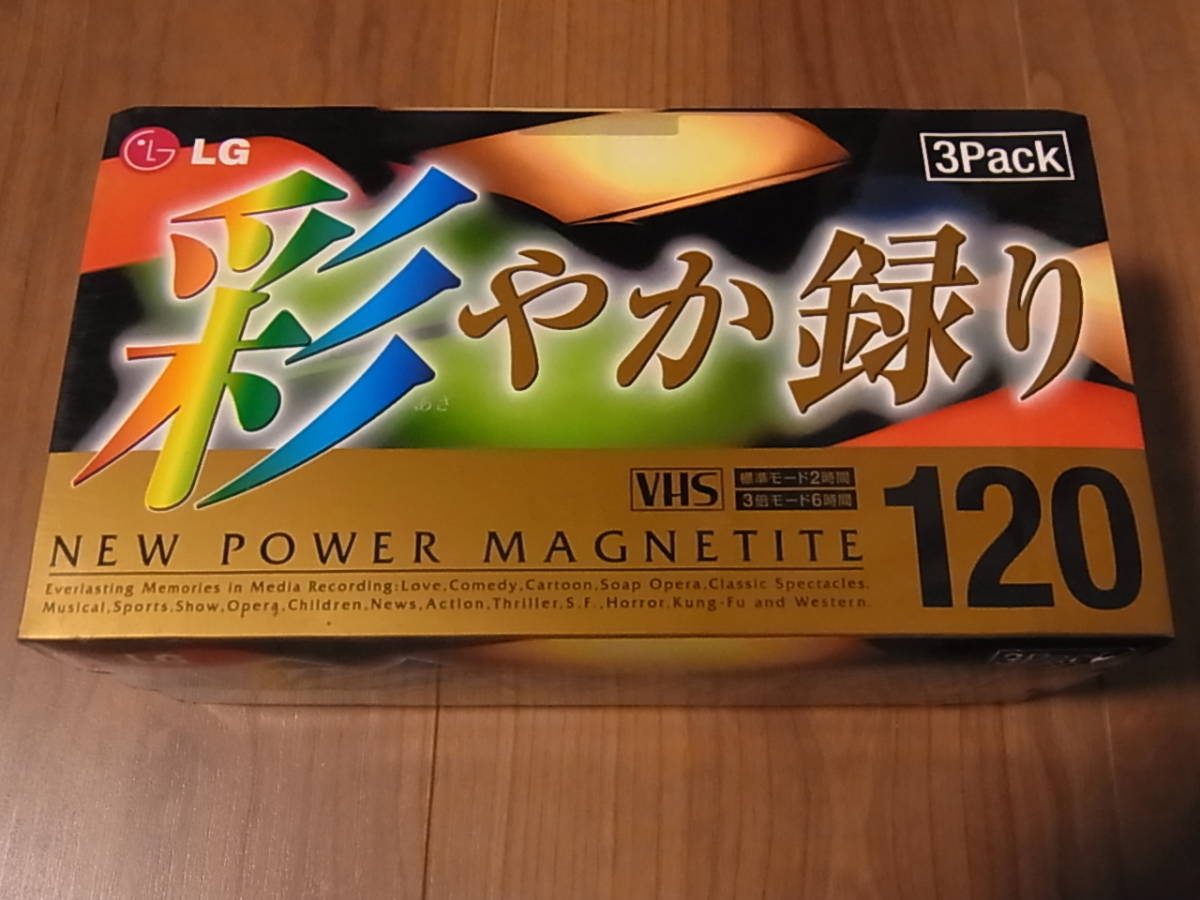 LG
3Pack
彩やか録り
VHS
標準モード2時間
3倍モード6時間
120
NEW POWER MAGNETITE
Everlasting Memories in Media Recording:Love,Comedy,Cartoon,Soap Opera,Classic Spectacles,
Musical,Sports,Show,Opera,Children,News,Action,Thriller,S.F.,Horror,Kung-Fu and Western.
LG
3Pack